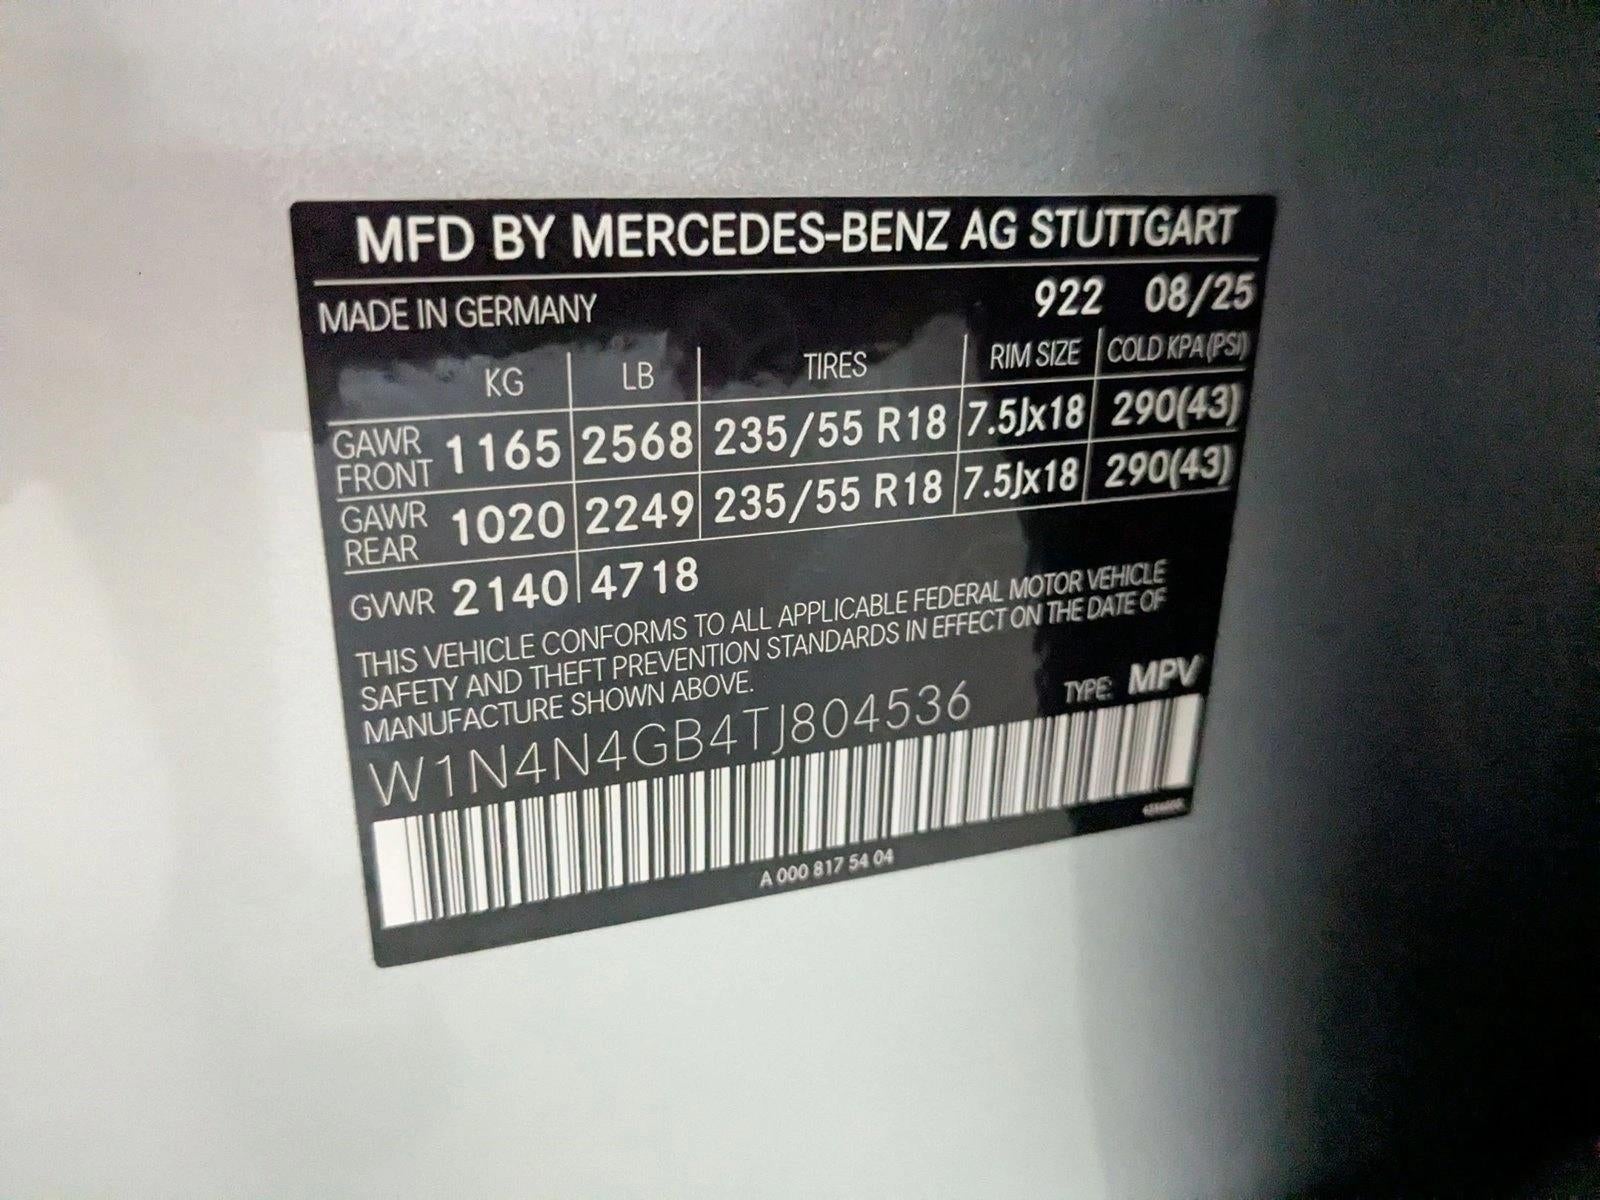 MFD BY MERCEDES-BENZ AG STUTTGART
MADE IN GERMANY 922 08/25
KG LB TIRES RIM SIZE COLD KPA(PSI)
GAWR FRONT 1165 2568 235/55 R18 7.5Jx18 290(43)
GAWR REAR 1020 2249 235/55 R18 7.5Jx18 290(43)
GVWR 2140 4718
THIS VEHICLE CONFORMS TO ALL APPLICABLE FEDERAL MOTOR VEHICLE
SAFETY AND THEFT PREVENTION STANDARDS IN EFFECT ON THE DATE OF
MANUFACTURE SHOWN ABOVE.
W1N4N4GB4TJ804536 TYPE: MPV
A 000 817 54 04